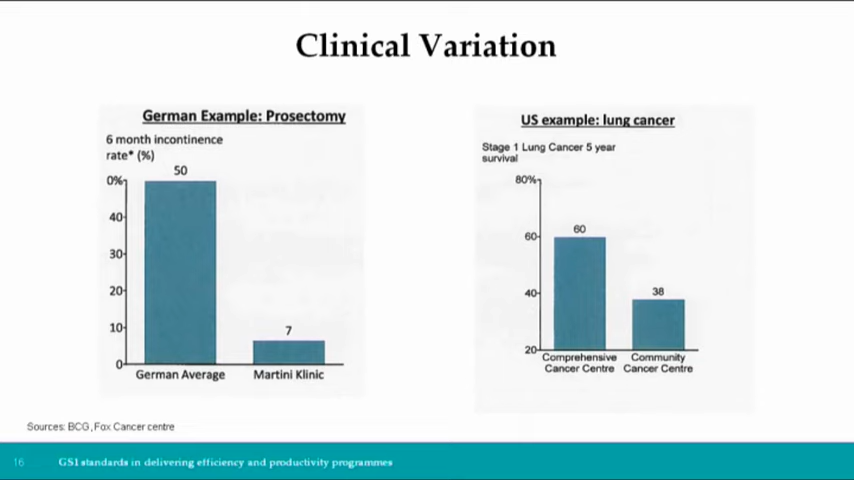 Clinical Variation
German Example: Prosectomy
6 month incontinence
rate* (%)
50
0%
40
30
20
10
7
0
German Average
Martini Klinic
US example: lung cancer
Stage 1 Lung Cancer 5 year
survival
80%
60
60
40
38
20
Comprehensive
Cancer Centre
Community
Cancer Centre
Sources: BCG, Fox Cancer centre
16
GS1 standards in delivering efficiency and productivity programmes